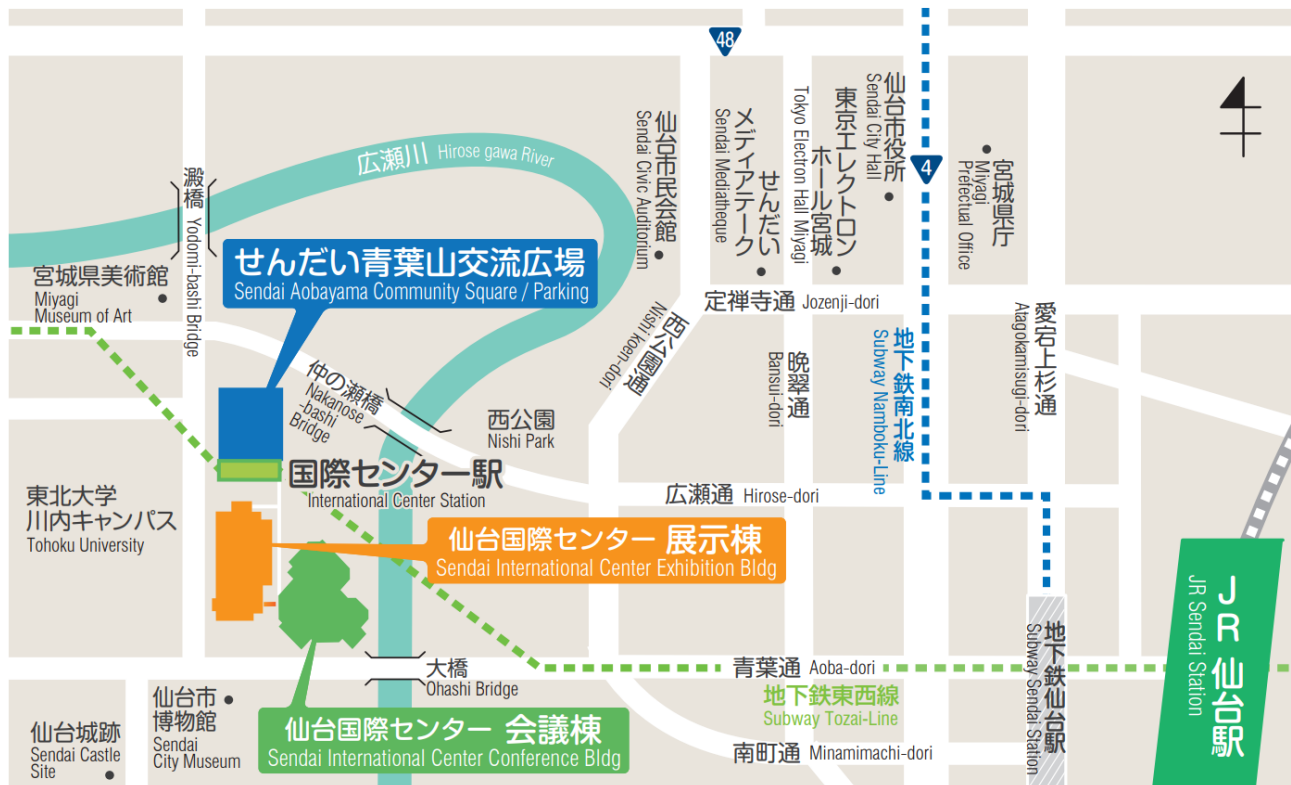 48
広瀬川 Hirose gawa River
澱橋
Yodomi-bashi Bridge
宮城県美術館
Miyagi
Museum of Art
せんだい青葉山交流広場
Sendai Aobayama Community Square / Parking
仙台市民会館
Sendai Civic Auditorium
せんだい
メディアテーク
Sendai Mediatheque
東京エレクトロン
ホール宮城
Tokyo Electron Hall Miyagi
仙台市役所
Sendai City Hall
4
宮城県庁
Miyagi
Prefectual Office
定禅寺通 Jozenji-dori
西公園通
Nishi koen-dori
晩翠通
Bansui-dori
地下鉄南北線
Subway Namboku-Line
愛宕上杉通
Atagokamisugi-dori
仲の瀬橋
Nakanose
-bashi
Bridge
西公園
Nishi Park
国際センター駅
International Center Station
広瀬通 Hirose-dori
東北大学
川内キャンパス
Tohoku University
仙台国際センター 展示棟
Sendai International Center Exhibition Bldg
JR 仙台駅
JR Sendai Station
地下鉄仙台駅
Subway Sendai Station
大橋
Ohashi Bridge
青葉通 Aoba-dori
地下鉄東西線
Subway Tozai-Line
仙台市
博物館
Sendai
City Museum
仙台城跡
Sendai Castle
Site
仙台国際センター 会議棟
Sendai International Center Conference Bldg
南町通 Minamimachi-dori